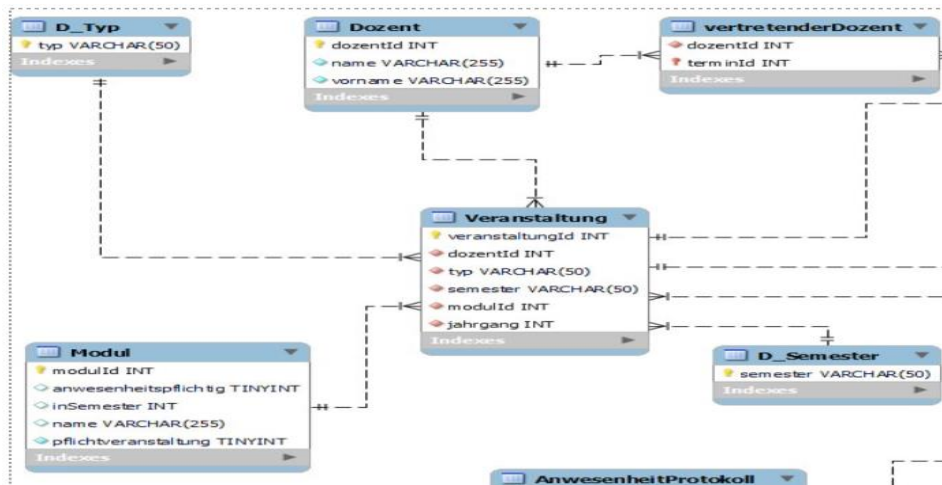 D_Typ
typ VARCHAR(50)
Indexes
Dozent
dozentId INT
name VARCHAR(255)
vorname VARCHAR(255)
Indexes
vertretenderDozent
dozentId INT
terminId INT
Indexes
Veranstaltung
veranstaltungId INT
dozentId INT
typ VARCHAR(50)
semester VARCHAR(50)
modulId INT
jahrgang INT
Indexes
Modul
modulId INT
anwesenheitspflichtig TINYINT
inSemester INT
name VARCHAR(255)
pflichtveranstaltung TINYINT
Indexes
D_Semester
semester VARCHAR(50)
Indexes
AnwesenheitProtokoll